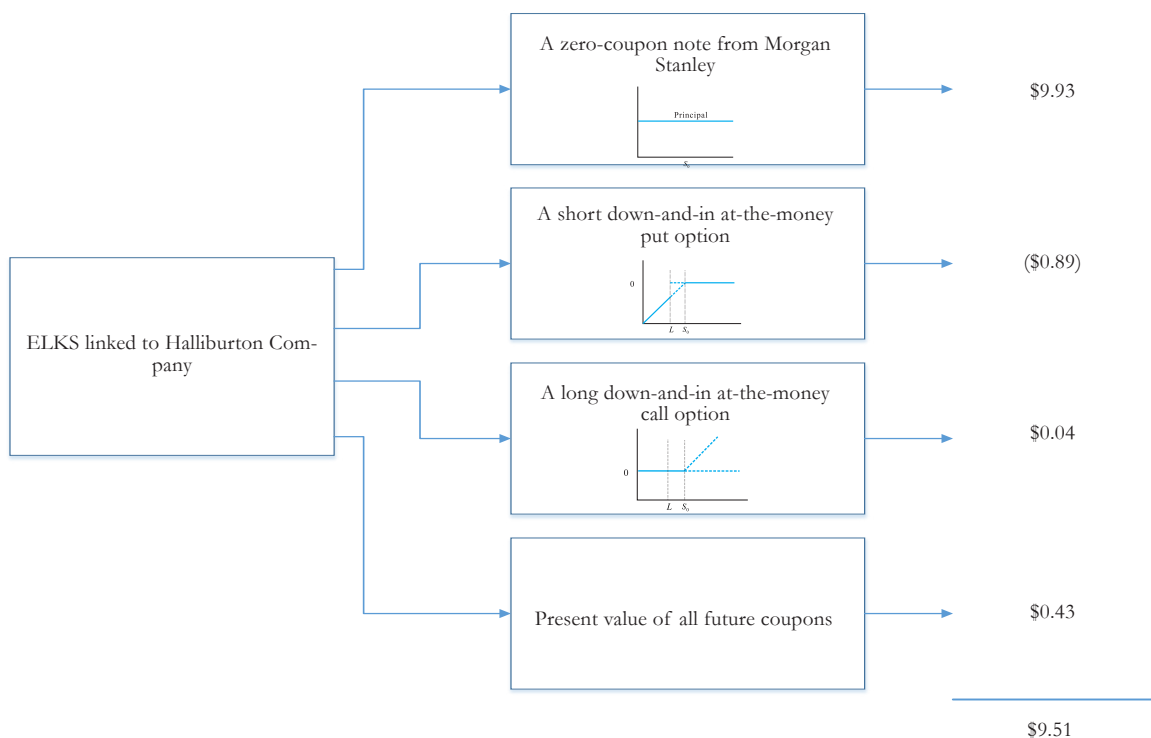 A zero-coupon note from Morgan
Stanley
Principal
S₀
$9.93
A short down-and-in at-the-money
put option
0
L S₀
($0.89)
ELKS linked to Halliburton Com-
pany
A long down-and-in at-the-money
call option
0
L S₀
$0.04
Present value of all future coupons
$0.43
$9.51